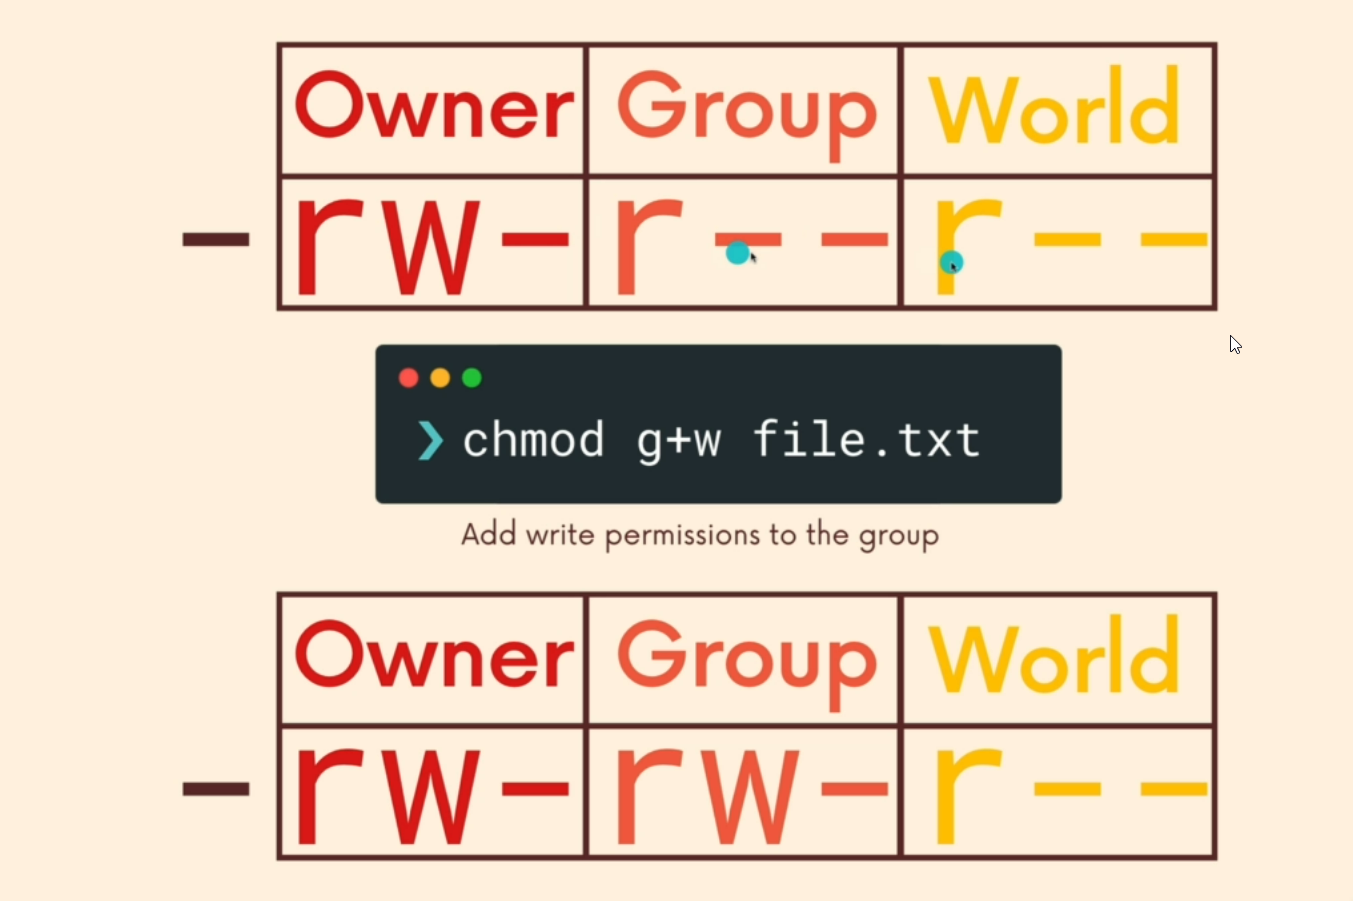 Owner Group World
- rw- r-- r--
❯ chmod g+w file.txt
Add write permissions to the group
Owner Group World
- rw- rw- r--